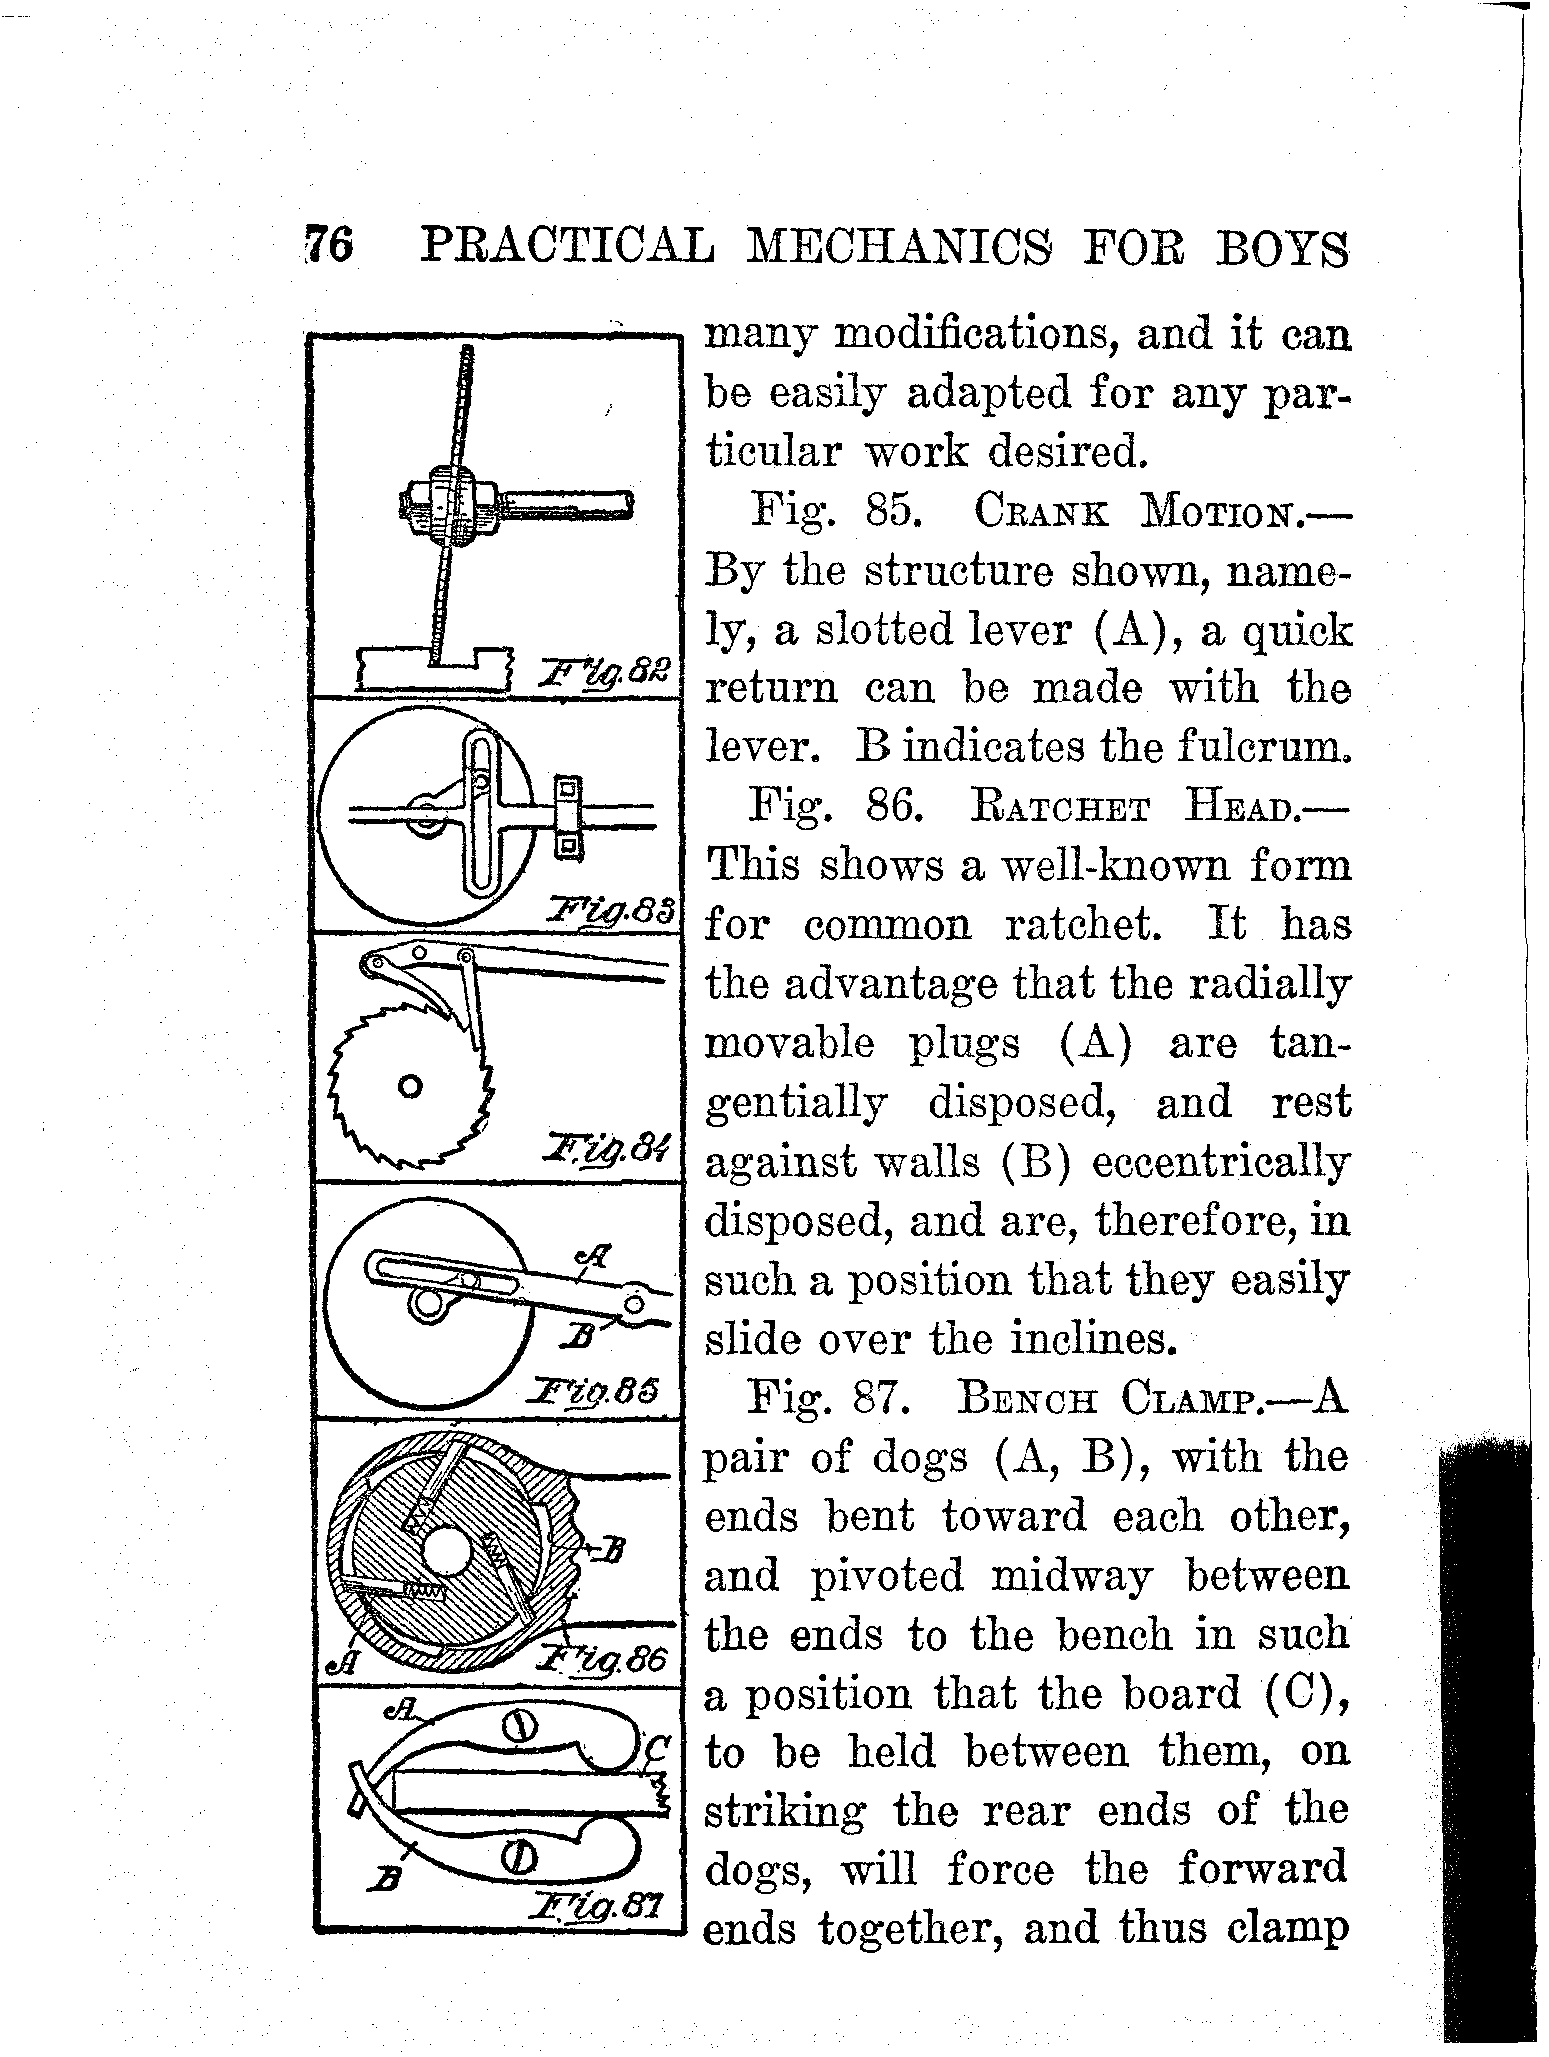 76 PRACTICAL MECHANICS FOR BOYS
Fig. 82
Fig. 83
Fig. 84
A
B
Fig. 85
B
A
Fig. 86
A
C
B
Fig. 87
many modifications, and it can
be easily adapted for any par-
ticular work desired.
Fig. 85. CRANK MOTION.—
By the structure shown, name-
ly, a slotted lever (A), a quick
return can be made with the
lever. B indicates the fulcrum.
Fig. 86. RATCHET HEAD.—
This shows a well-known form
for common ratchet. It has
the advantage that the radially
movable plugs (A) are tan-
gentially disposed, and rest
against walls (B) eccentrically
disposed, and are, therefore, in
such a position that they easily
slide over the inclines.
Fig. 87. BENCH CLAMP.—A
pair of dogs (A, B), with the
ends bent toward each other,
and pivoted midway between
the ends to the bench in such
a position that the board (C),
to be held between them, on
striking the rear ends of the
dogs, will force the forward
ends together, and thus clamp